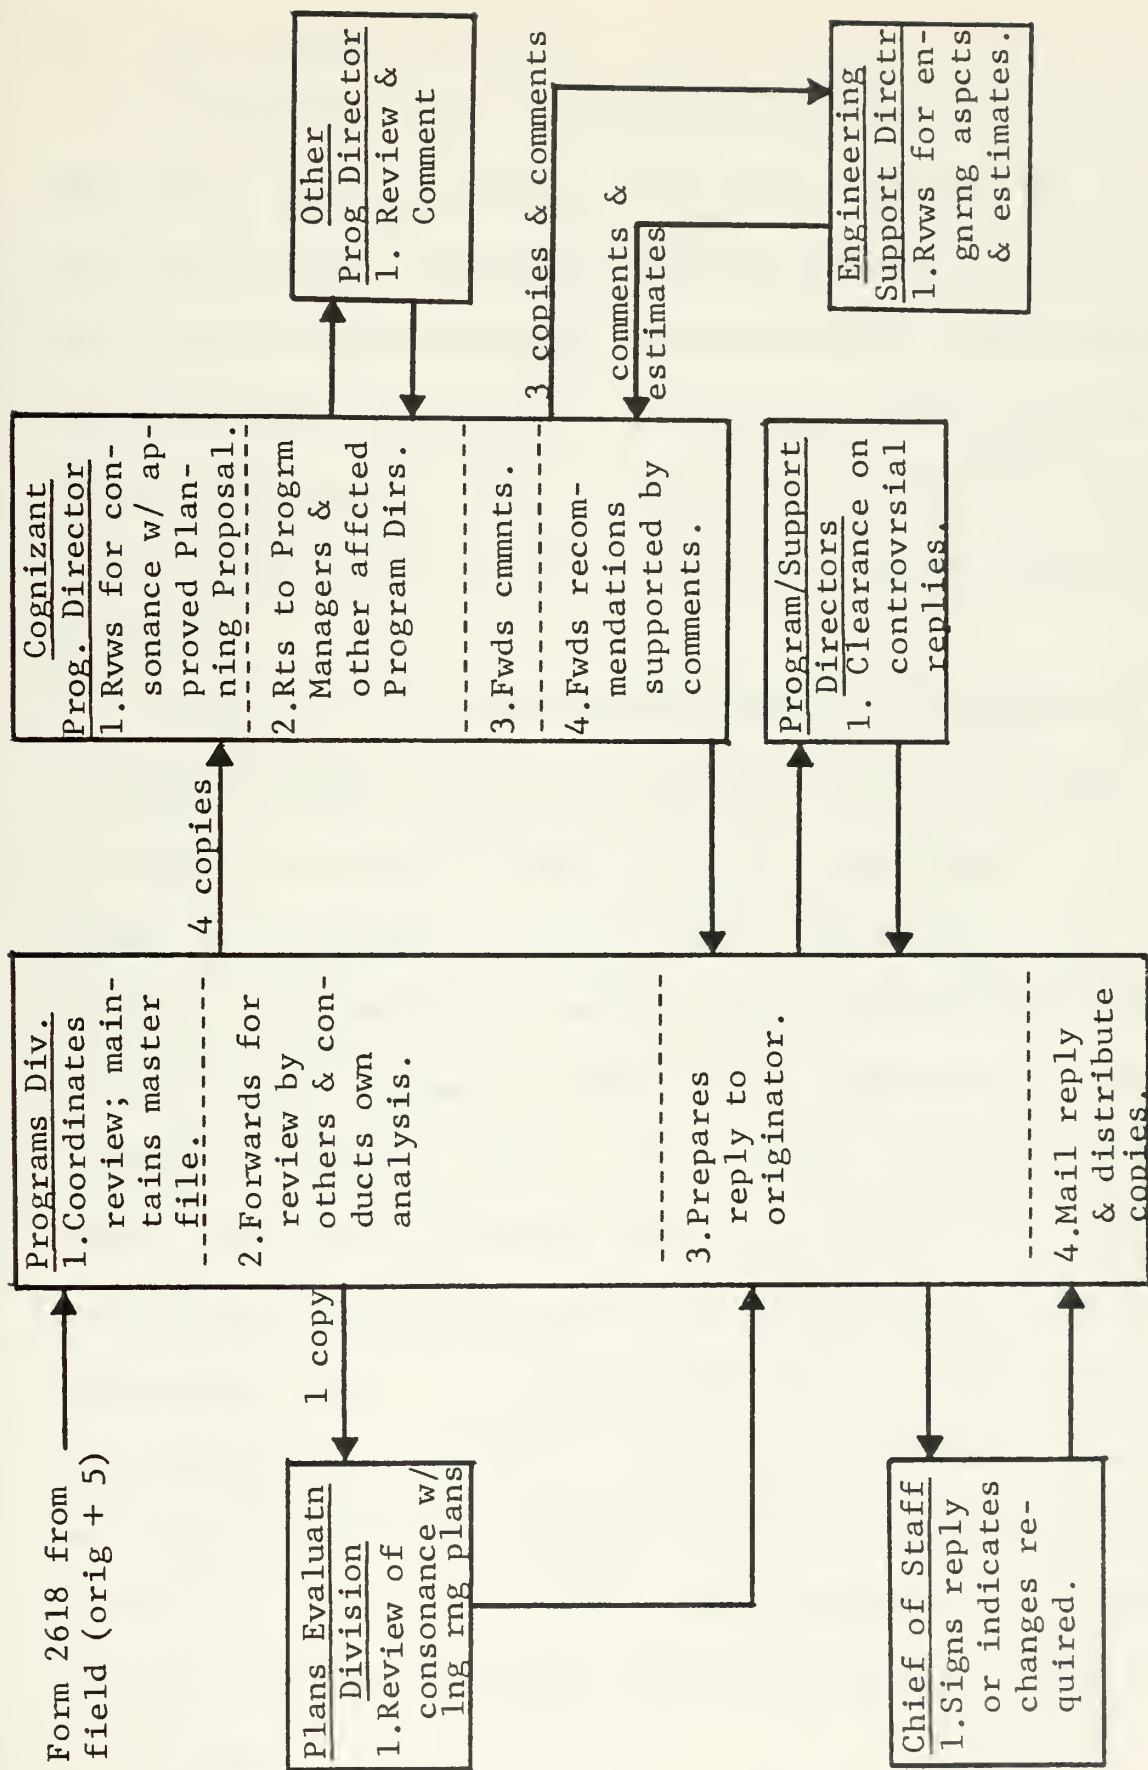 Form 2618 from
field (orig + 5)
Programs Div.
1.Coordinates
review; main-
tains master
file.
2.Forwards for
review by
others & con-
ducts own
analysis.
3.Prepares
reply to
originator.
4.Mail reply
& distribute
copies.
1 copy
Plans Evaluatn
Division
1.Review of
consonance w/
lng rng plans
Chief of Staff
1.Signs reply
or indicates
changes re-
quired.
4 copies
Cognizant
Prog. Director
1.Rvws for con-
sonance w/ ap-
proved Plan-
ning Proposal.
2.Rts to Progrm
Managers &
other affcted
Program Dirs.
3.Fwds cmmnts.
4.Fwds recom-
mendations
supported by
comments.
Program/Support
Directors
1. Clearance on
controvrsial
replies.
Other
Prog Director
1. Review &
Comment
3 copies & comments
comments &
estimates
Engineering
Support Dirctr
1.Rvws for en-
gnrng aspcts
& estimates.